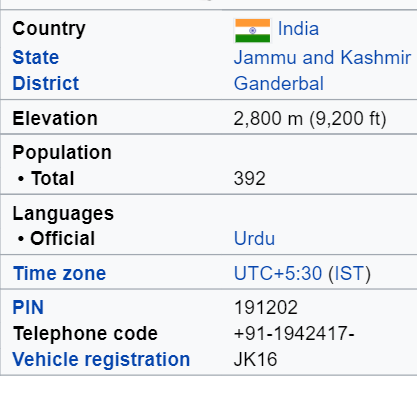 Country India
State Jammu and Kashmir
District Ganderbal
Elevation 2,800 m (9,200 ft)
Population
• Total 392
Languages
• Official Urdu
Time zone UTC+5:30 (IST)
PIN 191202
Telephone code +91-1942417-
Vehicle registration JK16